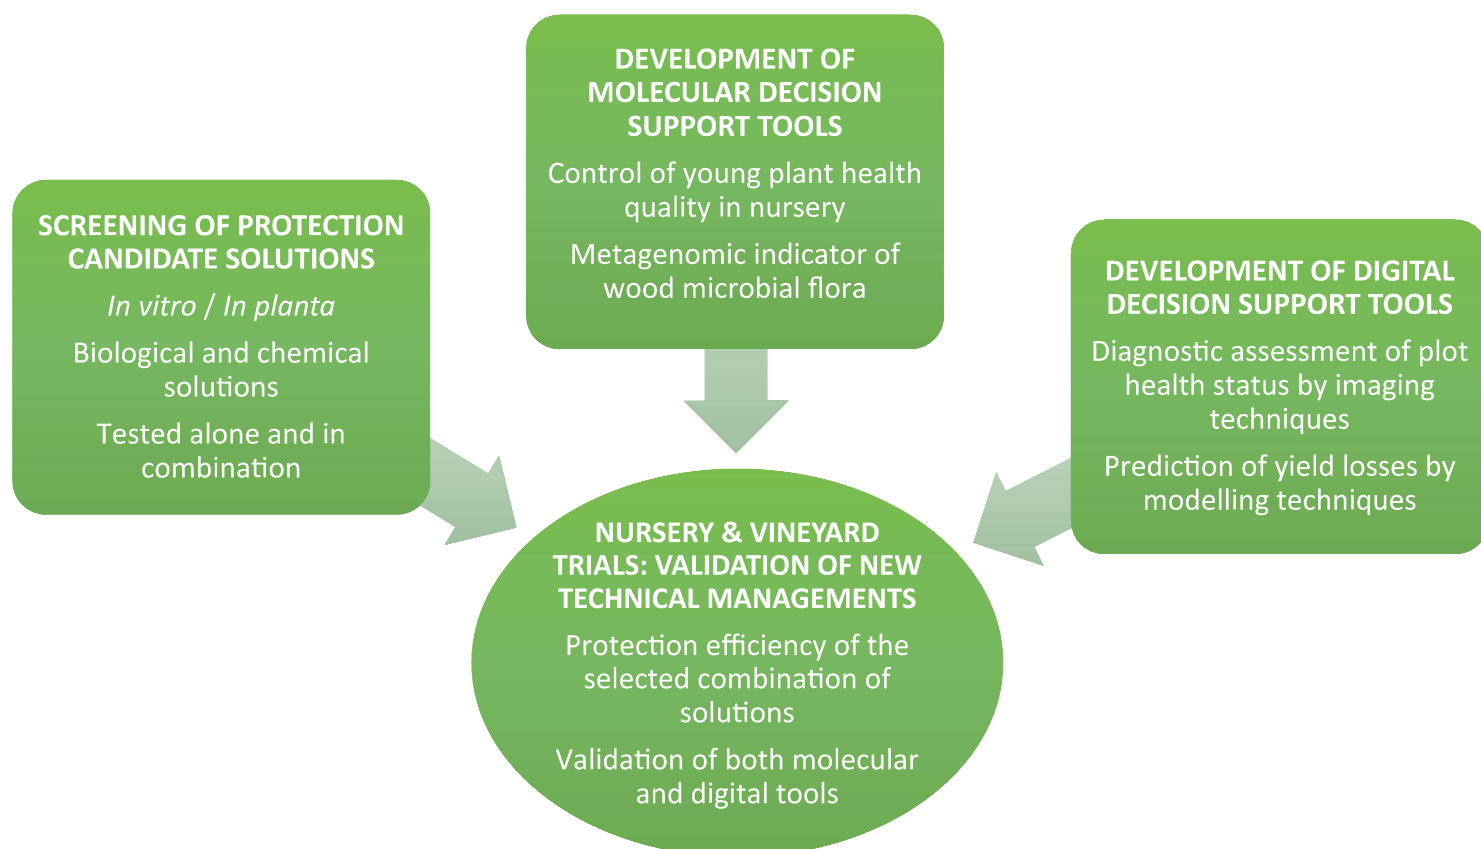 SCREENING OF PROTECTION
CANDIDATE SOLUTIONS
In vitro / In planta
Biological and chemical
solutions
Tested alone and in
combination
DEVELOPMENT OF
MOLECULAR DECISION
SUPPORT TOOLS
Control of young plant health
quality in nursery
Metagenomic indicator of
wood microbial flora
DEVELOPMENT OF DIGITAL
DECISION SUPPORT TOOLS
Diagnostic assessment of plot
health status by imaging
techniques
Prediction of yield losses by
modelling techniques
NURSERY & VINEYARD
TRIALS: VALIDATION OF NEW
TECHNICAL MANAGEMENTS
Protection efficiency of the
selected combination of
solutions
Validation of both molecular
and digital tools